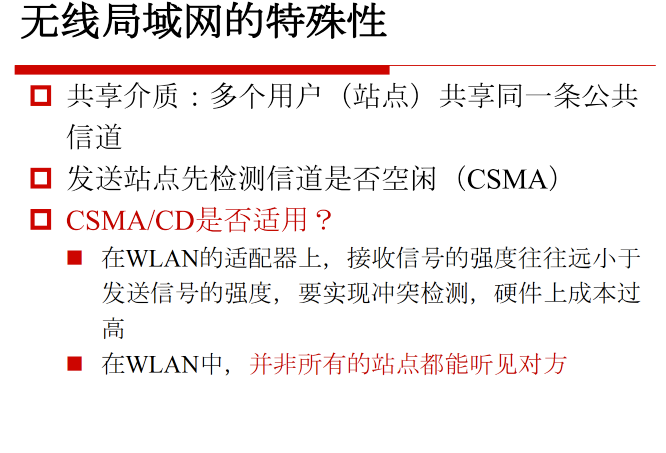 无线局域网的特殊性
共享介质：多个用户（站点）共享同一条公共
信道
发送站点先检测信道是否空闲（CSMA）
CSMA/CD是否适用？
在WLAN的适配器上，接收信号的强度往往远小于
发送信号的强度，要实现冲突检测，硬件上成本过
高
在WLAN中，并非所有的站点都能听见对方